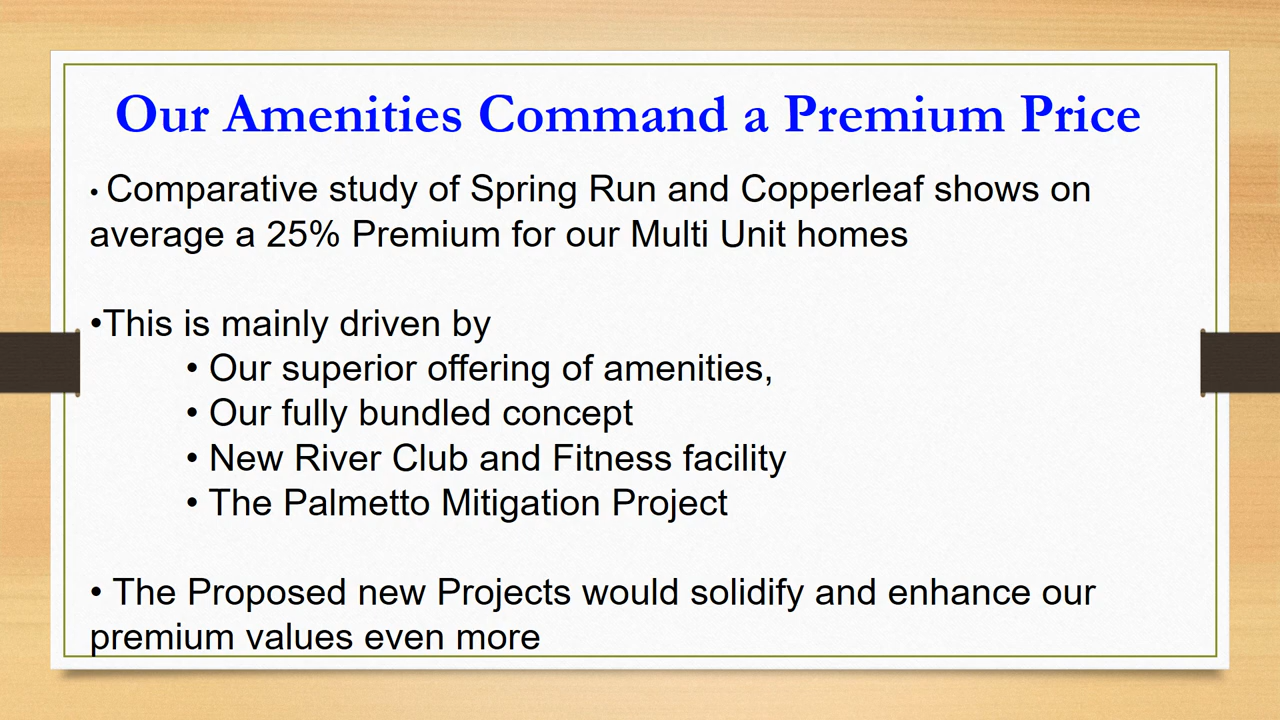 Our Amenities Command a Premium Price
• Comparative study of Spring Run and Copperleaf shows on
average a 25% Premium for our Multi Unit homes
•This is mainly driven by
• Our superior offering of amenities,
• Our fully bundled concept
• New River Club and Fitness facility
• The Palmetto Mitigation Project
• The Proposed new Projects would solidify and enhance our
premium values even more